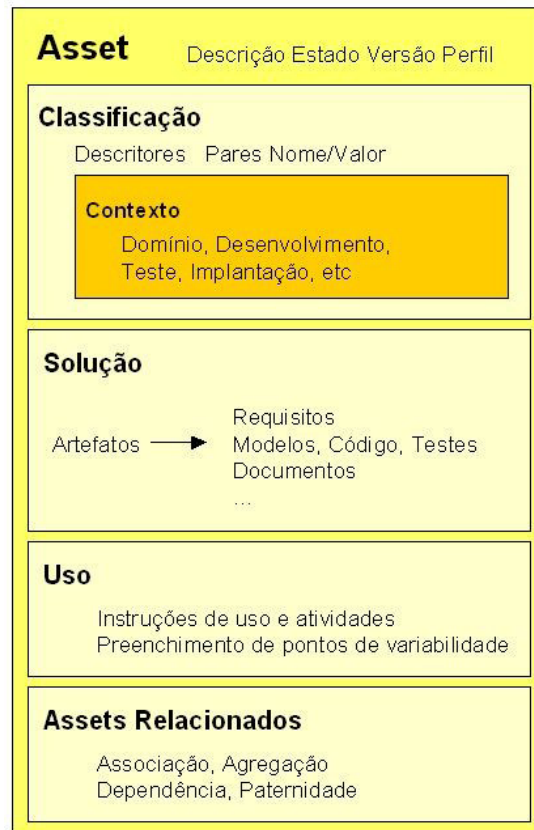 Asset Descrição Estado Versão Perfil
Classificação
Descritores Pares Nome/Valor
Contexto
Domínio, Desenvolvimento,
Teste, Implantação, etc
Solução
Requisitos
Artefatos Modelos, Código, Testes
Documentos
...
Uso
Instruções de uso e atividades
Preenchimento de pontos de variabilidade
Assets Relacionados
Associação, Agregação
Dependência, Paternidade